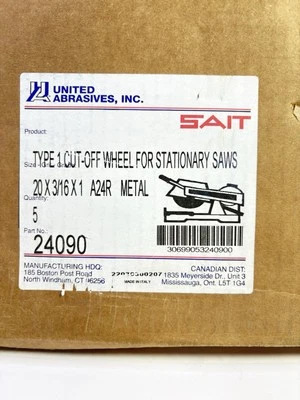 UNITED
ABRASIVES, INC.
SAIT
Product:
TYPE 1 CUT-OFF WHEEL FOR STATIONARY SAWS
20 X 3/16 X 1 A24R METAL
Quantity:
5
Part No.
24090
30699053240900
MANUFACTURING HDQ:
185 Boston Post Road
North Windham, CT 06256
MADE IN ITALY
CANADIAN DIST:
1835 Meyerside Dr., Unit 3
Mississauga, Ont. L5T 1G4